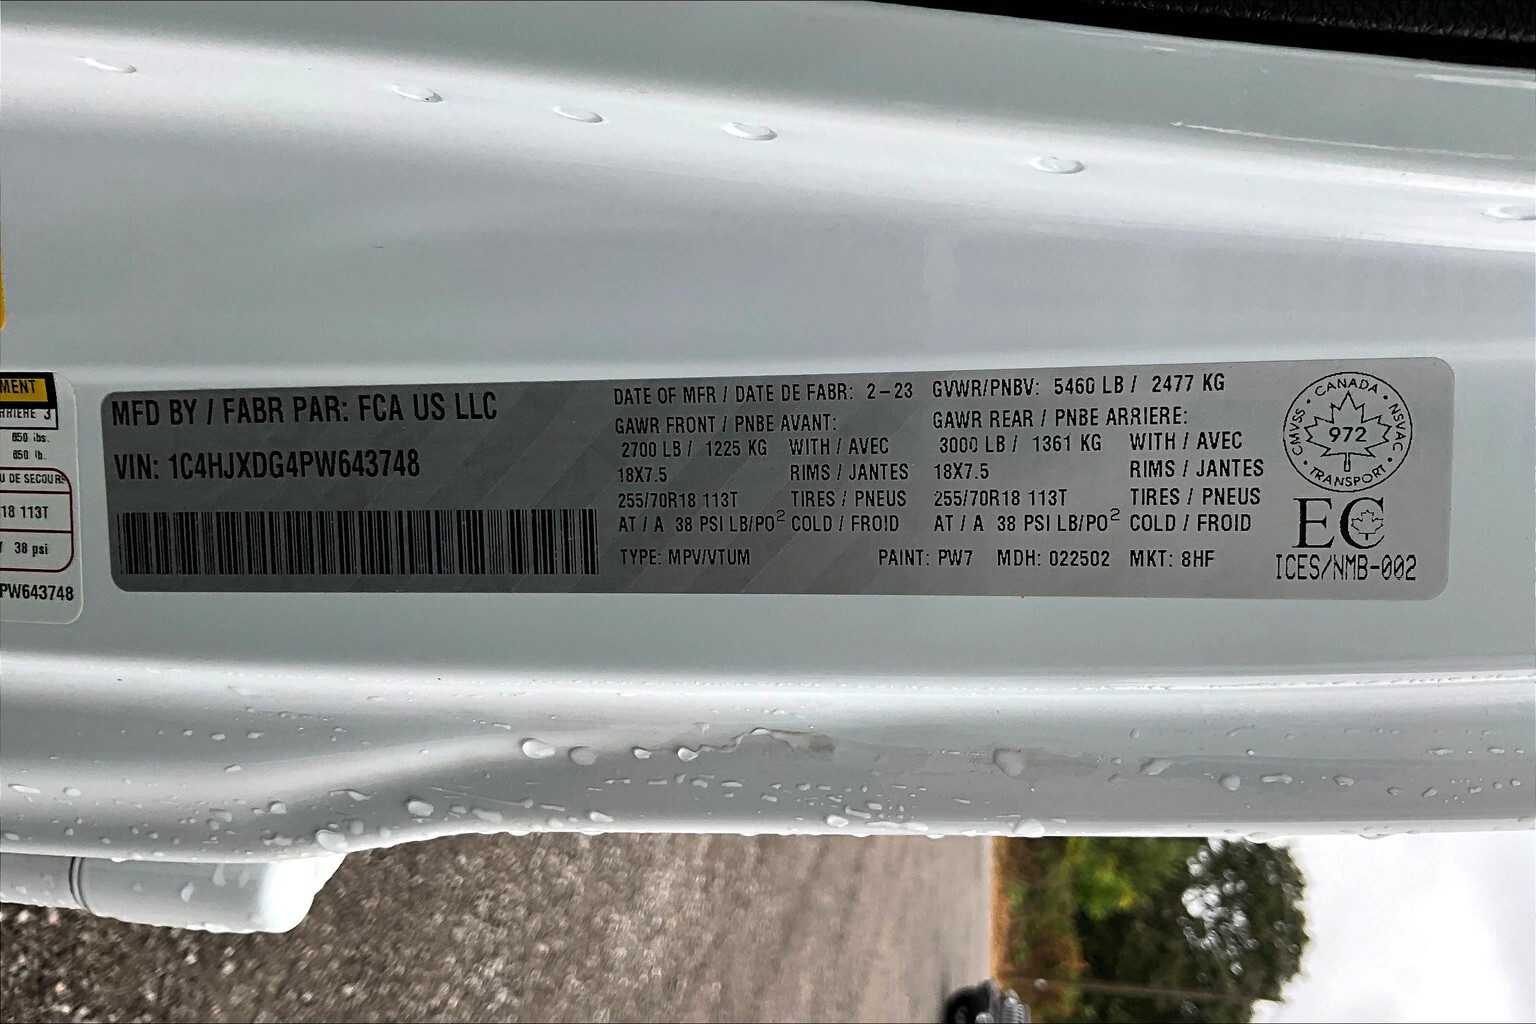 MENT
RRIERE 3
850 lbs.
850 lb.
U DE SECOURS
18 113T
38 psi
PW643748
MFD BY / FABR PAR: FCA US LLC
VIN: 1C4HJXDG4PW643748
DATE OF MFR / DATE DE FABR: 2-23 GVWR/PNBV: 5460 LB / 2477 KG
GAWR FRONT / PNBE AVANT: GAWR REAR / PNBE ARRIERE:
2700 LB / 1225 KG WITH / AVEC 3000 LB / 1361 KG WITH / AVEC
18X7.5 RIMS / JANTES 18X7.5 RIMS / JANTES
255/70R18 113T TIRES / PNEUS 255/70R18 113T TIRES / PNEUS
AT / A 38 PSI LB/PO² COLD / FROID AT / A 38 PSI LB/PO² COLD / FROID
TYPE: MPV/VTUM PAINT: PW7 MDH: 022502 MKT: 8HF
CMVSS • CANADA • NSVAC • TRANSPORT •
972
EC
ICES/NMB-002